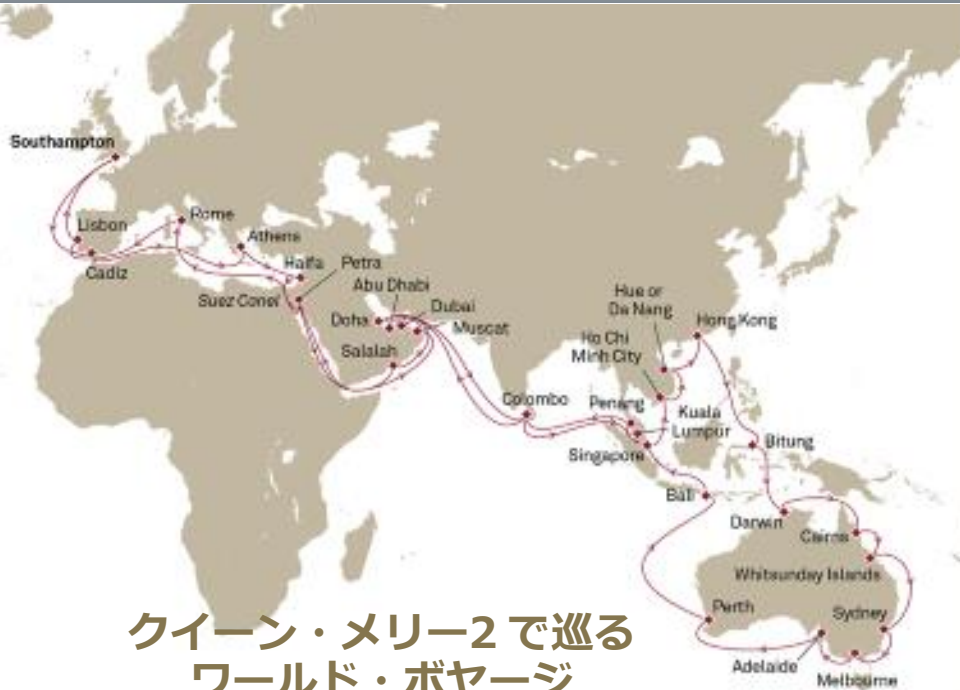 Southampton
Lisbon
Rome
Athens
Cadiz
Haifa
Petra
Abu Dhabi
Suez Canel
Doha
Dubai
Muscat
Salalah
Hue or
Da Nang
Hong Kong
Ho Chi
Minh City
Colombo
Penang
Kuala
Lumpur
Singapore
Bitung
Bali
Darwin
Cairns
Whitsunday Islands
Perth
Sydney
Adelaide
Melbourne
クイーン・メリー2で巡る
ワールド・ボヤージ